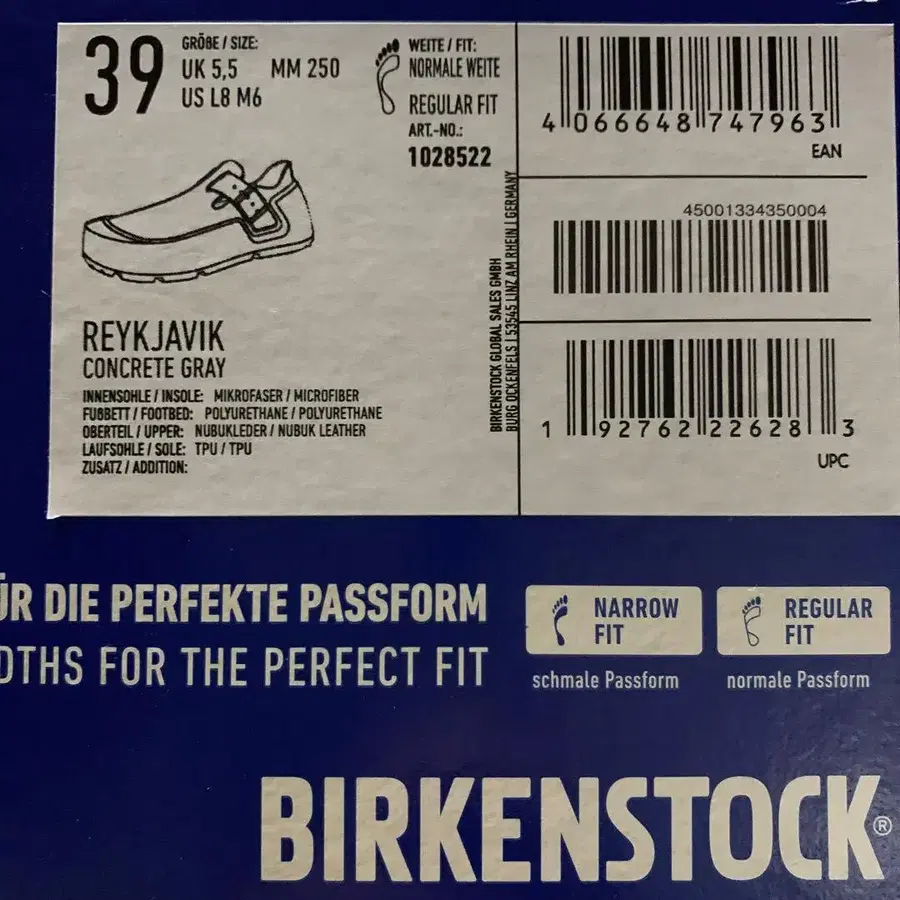 39
GRÖßE / SIZE:
UK 5,5 MM 250
US L8 M6
WEITE / FIT:
NORMALE WEITE
REGULAR FIT
ART.-NO.:
1028522
REYKJAVIK
CONCRETE GRAY
INNENSOHLE / INSOLE: MIKROFASER / MICROFIBER
FUßBETT / FOOTBED: POLYURETHANE / POLYURETHANE
OBERTEIL / UPPER: NUBUKLEDER / NUBUK LEATHER
LAUFSOHLE / SOLE: TPU / TPU
ZUSATZ / ADDITION:
BIRKENSTOCK GLOBAL SALES GMBH
BURG OCKENFELS | 53545 LINZ AM RHEIN | GERMANY
4 066648 747963
EAN
45001334350004
1 92762 22628 3
UPC
ÜR DIE PERFEKTE PASSFORM
DTHS FOR THE PERFECT FIT
NARROW
FIT
schmale Passform
REGULAR
FIT
normale Passform
BIRKENSTOCK®